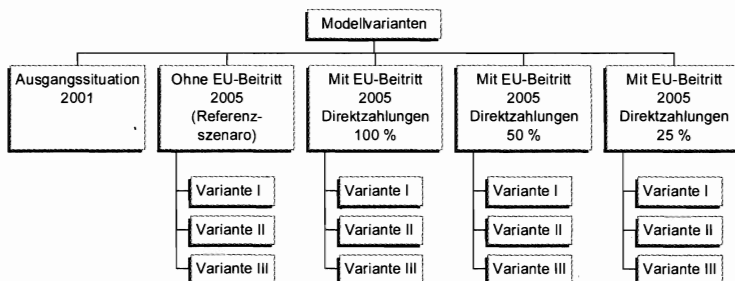 Modellvarianten
Ausgangssituation
2001
Ohne EU-Beitritt
2005
(Referenz-
szenaro)
Mit EU-Beitritt
2005
Direktzahlungen
100 %
Mit EU-Beitritt
2005
Direktzahlungen
50 %
Mit EU-Beitritt
2005
Direktzahlungen
25 %
Variante I
Variante II
Variante III
Variante I
Variante II
Variante III
Variante I
Variante II
Variante III
Variante I
Variante II
Variante III